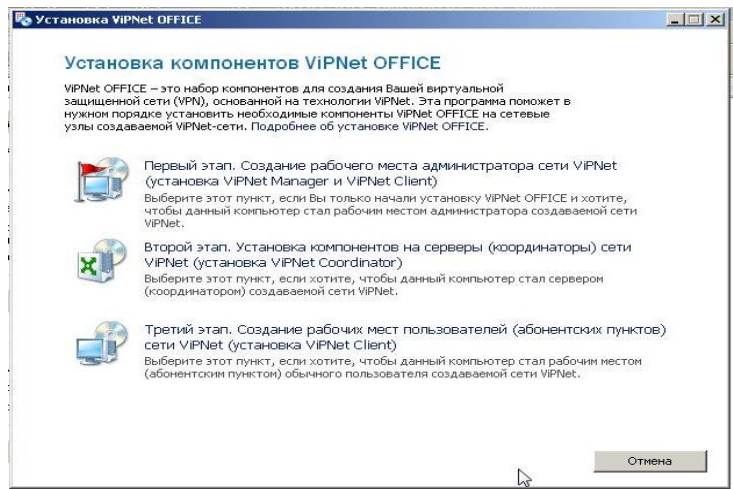 Установка ViPNet OFFICE
Установка компонентов ViPNet OFFICE
ViPNet OFFICE – это набор компонентов для создания Вашей виртуальной
защищенной сети (VPN), основанной на технологии ViPNet. Эта программа поможет в
нужном порядке установить необходимые компоненты ViPNet OFFICE на сетевые
узлы создаваемой ViPNet-сети. Подробнее об установке ViPNet OFFICE.
Первый этап. Создание рабочего места администратора сети ViPNet
(установка ViPNet Manager и ViPNet Client)
Выберите этот пункт, если Вы только начали установку ViPNet OFFICE и хотите,
чтобы данный компьютер стал рабочим местом администратора создаваемой сети
ViPNet.
Второй этап. Установка компонентов на серверы (координаторы) сети
ViPNet (установка ViPNet Coordinator)
Выберите этот пункт, если хотите, чтобы данный компьютер стал сервером
(координатором) создаваемой сети ViPNet.
Третий этап. Создание рабочих мест пользователей (абонентских пунктов)
сети ViPNet (установка ViPNet Client)
Выберите этот пункт, если хотите, чтобы данный компьютер стал рабочим местом
(абонентским пунктом) обычного пользователя создаваемой сети ViPNet.
Отмена